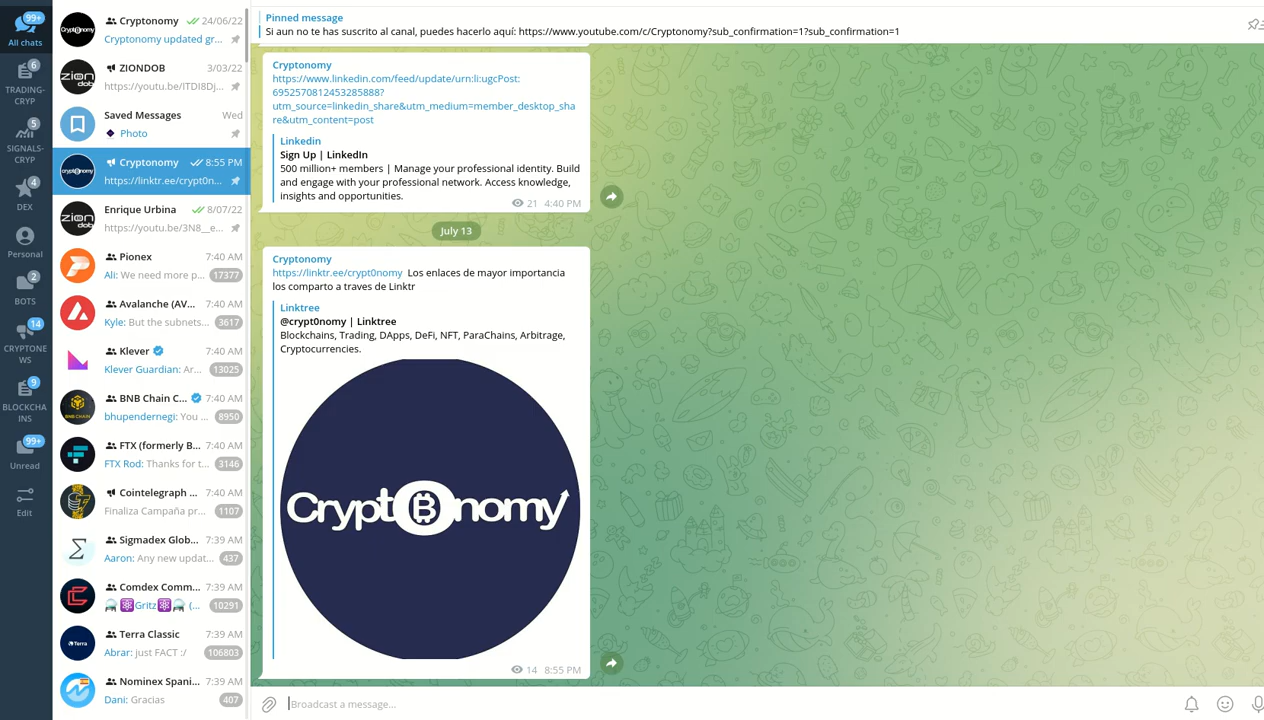 99+
All chats
6
TRADING-
CRYP
5
SIGNALS-
CRYP
4
DEX
Personal
2
BOTS
14
CRYPTONE
WS
9
BLOCKCHA
INS
99+
Unread
Edit
Cryptonomy 24/06/22
Cryptonomy updated gr...
ZIONDOB 3/03/22
https://youtu.be/ITDI8Dj...
Saved Messages Wed
Photo
Cryptonomy 8:55 PM
https://linktr.ee/crypt0n...
Enrique Urbina 8/07/22
https://youtu.be/3N8__e...
Pionex 7:40 AM
Ali: We need more p... 17377
Avalanche (AV... 7:40 AM
Kyle: But the subnets... 3617
Klever 7:40 AM
Klever Guardian: Ar... 13025
BNB Chain C... 7:40 AM
bhupendernegi: You ... 8950
FTX (formerly B... 7:40 AM
FTX Rod: Thanks for t... 3146
Cointelegraph ... 7:40 AM
Finaliza Campaña pr... 1107
Sigmadex Glob... 7:39 AM
Aaron: Any new updat... 437
Comdex Comm... 7:39 AM
Gritz (... 10291
Terra Classic 7:39 AM
Abrar: just FACT :/ 106803
Nominex Spani... 7:39 AM
Dani: Gracias 407
Pinned message
Si aun no te has suscrito al canal, puedes hacerlo aquí: https://www.youtube.com/c/Cryptonomy?sub_confirmation=1?sub_confirmation=1
Cryptonomy
https://www.linkedin.com/feed/update/urn:li:ugcPost:
6952570812453285888?
utm_source=linkedin_share&utm_medium=member_desktop_sha
re&utm_content=post
Linkedin
Sign Up | LinkedIn
500 million+ members | Manage your professional identity. Build
and engage with your professional network. Access knowledge,
insights and opportunities.
21 4:40 PM
July 13
Cryptonomy
https://linktr.ee/crypt0nomy Los enlaces de mayor importancia
los comparto a traves de Linktr
Linktree
@crypt0nomy | Linktree
Blockchains, Trading, DApps, DeFi, NFT, ParaChains, Arbitrage,
Cryptocurrencies.
Crypt0nomy
14 8:55 PM
Broadcast a message...